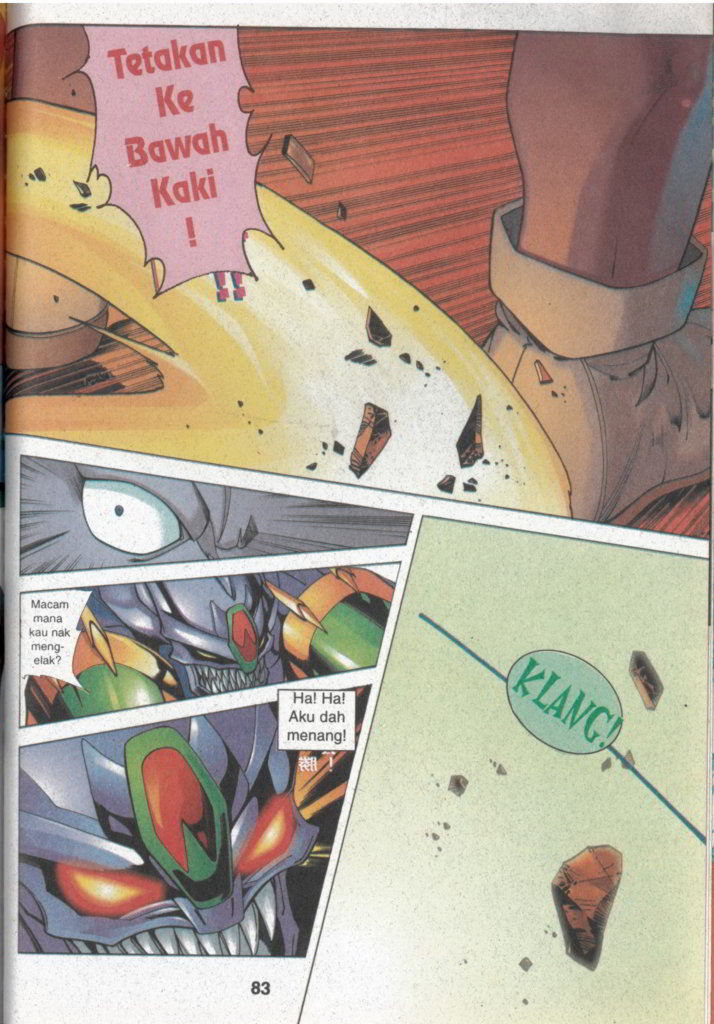 Tetakan
Ke
Bawah
Kaki
!
!!
Macam
mana
kau nak
meng-
elak?
Ha! Ha!
Aku dah
menang!
KLANG!
83